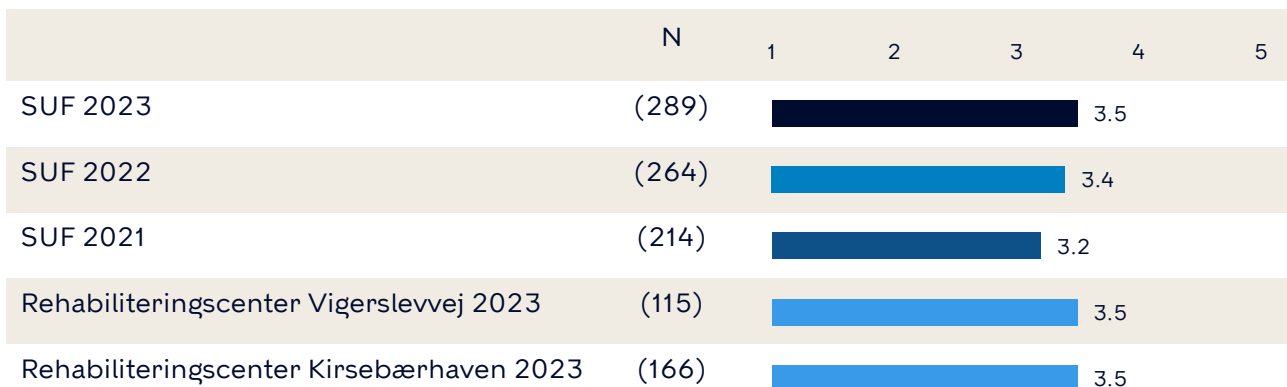 N 1 2 3 4 5
SUF 2023 (289) 3.5
SUF 2022 (264) 3.4
SUF 2021 (214) 3.2
Rehabiliteringscenter Vigerslevvej 2023 (115) 3.5
Rehabiliteringscenter Kirsebærhaven 2023 (166) 3.5